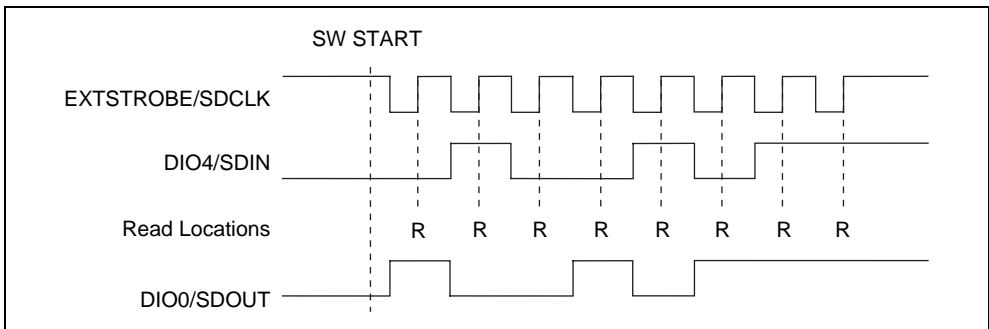 SW START
EXTSTROBE/SDCLK
DIO4/SDIN
Read Locations R R R R R R R R
DIO0/SDOUT